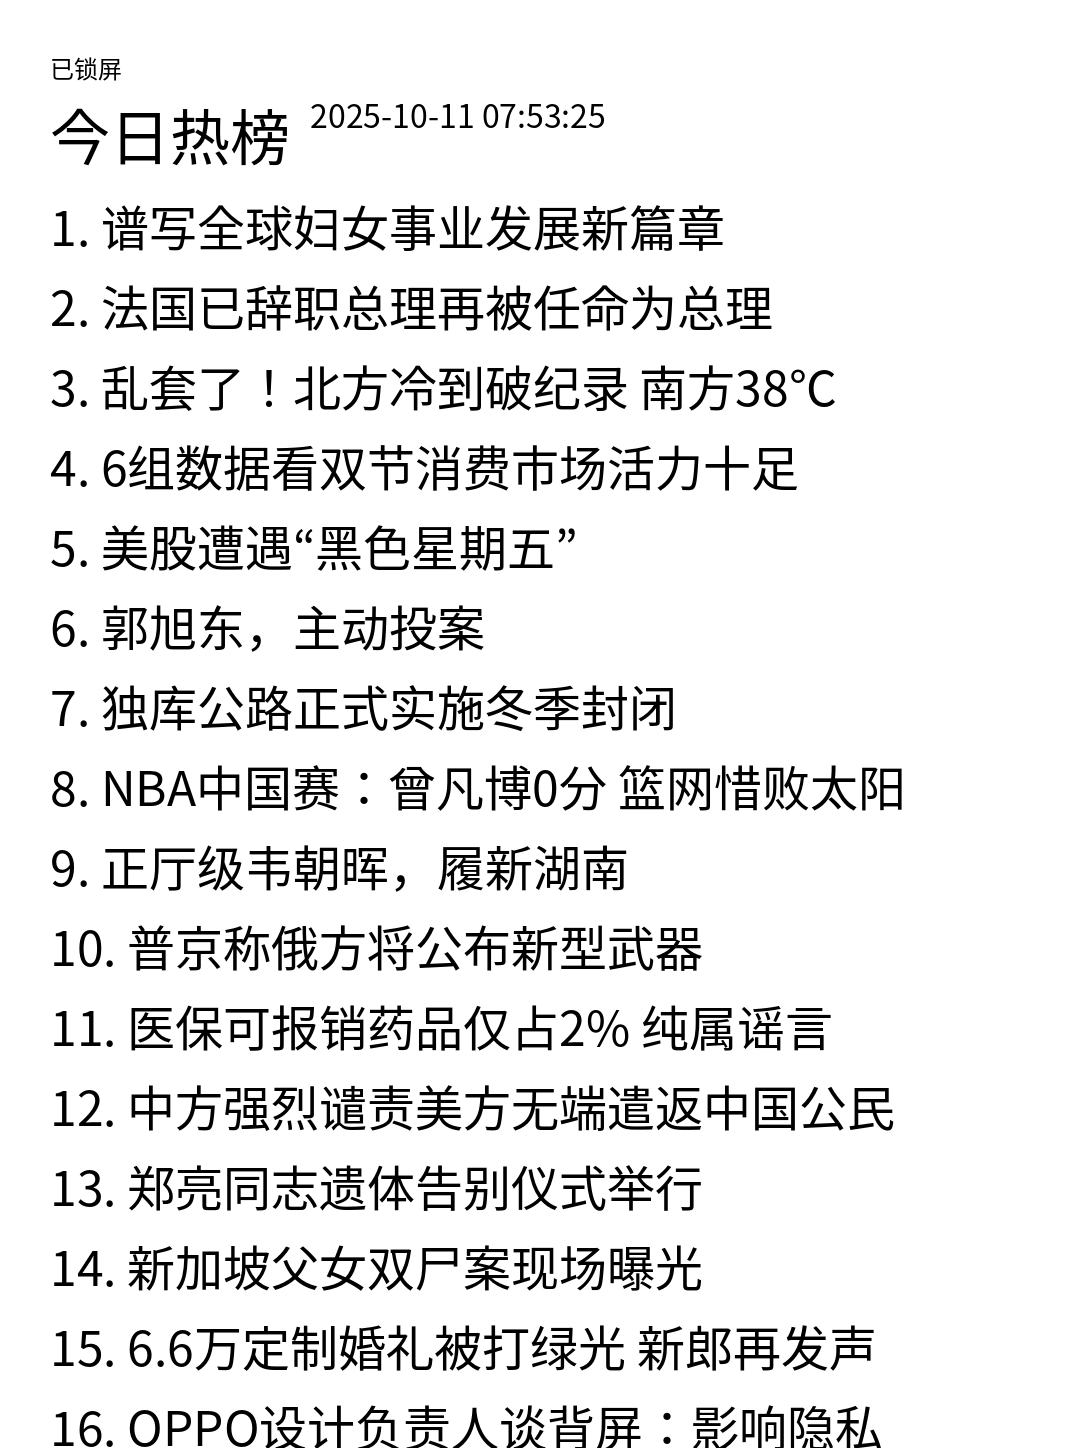 已锁屏
今日热榜 2025-10-11 07:53:25
1. 谱写全球妇女事业发展新篇章
2. 法国已辞职总理再被任命为总理
3. 乱套了！北方冷到破纪录 南方38℃
4. 6组数据看双节消费市场活力十足
5. 美股遭遇“黑色星期五”
6. 郭旭东，主动投案
7. 独库公路正式实施冬季封闭
8. NBA中国赛：曾凡博0分 篮网惜败太阳
9. 正厅级韦朝晖，履新湖南
10. 普京称俄方将公布新型武器
11. 医保可报销药品仅占2% 纯属谣言
12. 中方强烈谴责美方无端遣返中国公民
13. 郑亮同志遗体告别仪式举行
14. 新加坡父女双尸案现场曝光
15. 6.6万定制婚礼被打绿光 新郎再发声
16. OPPO设计负责人谈背屏：影响隐私